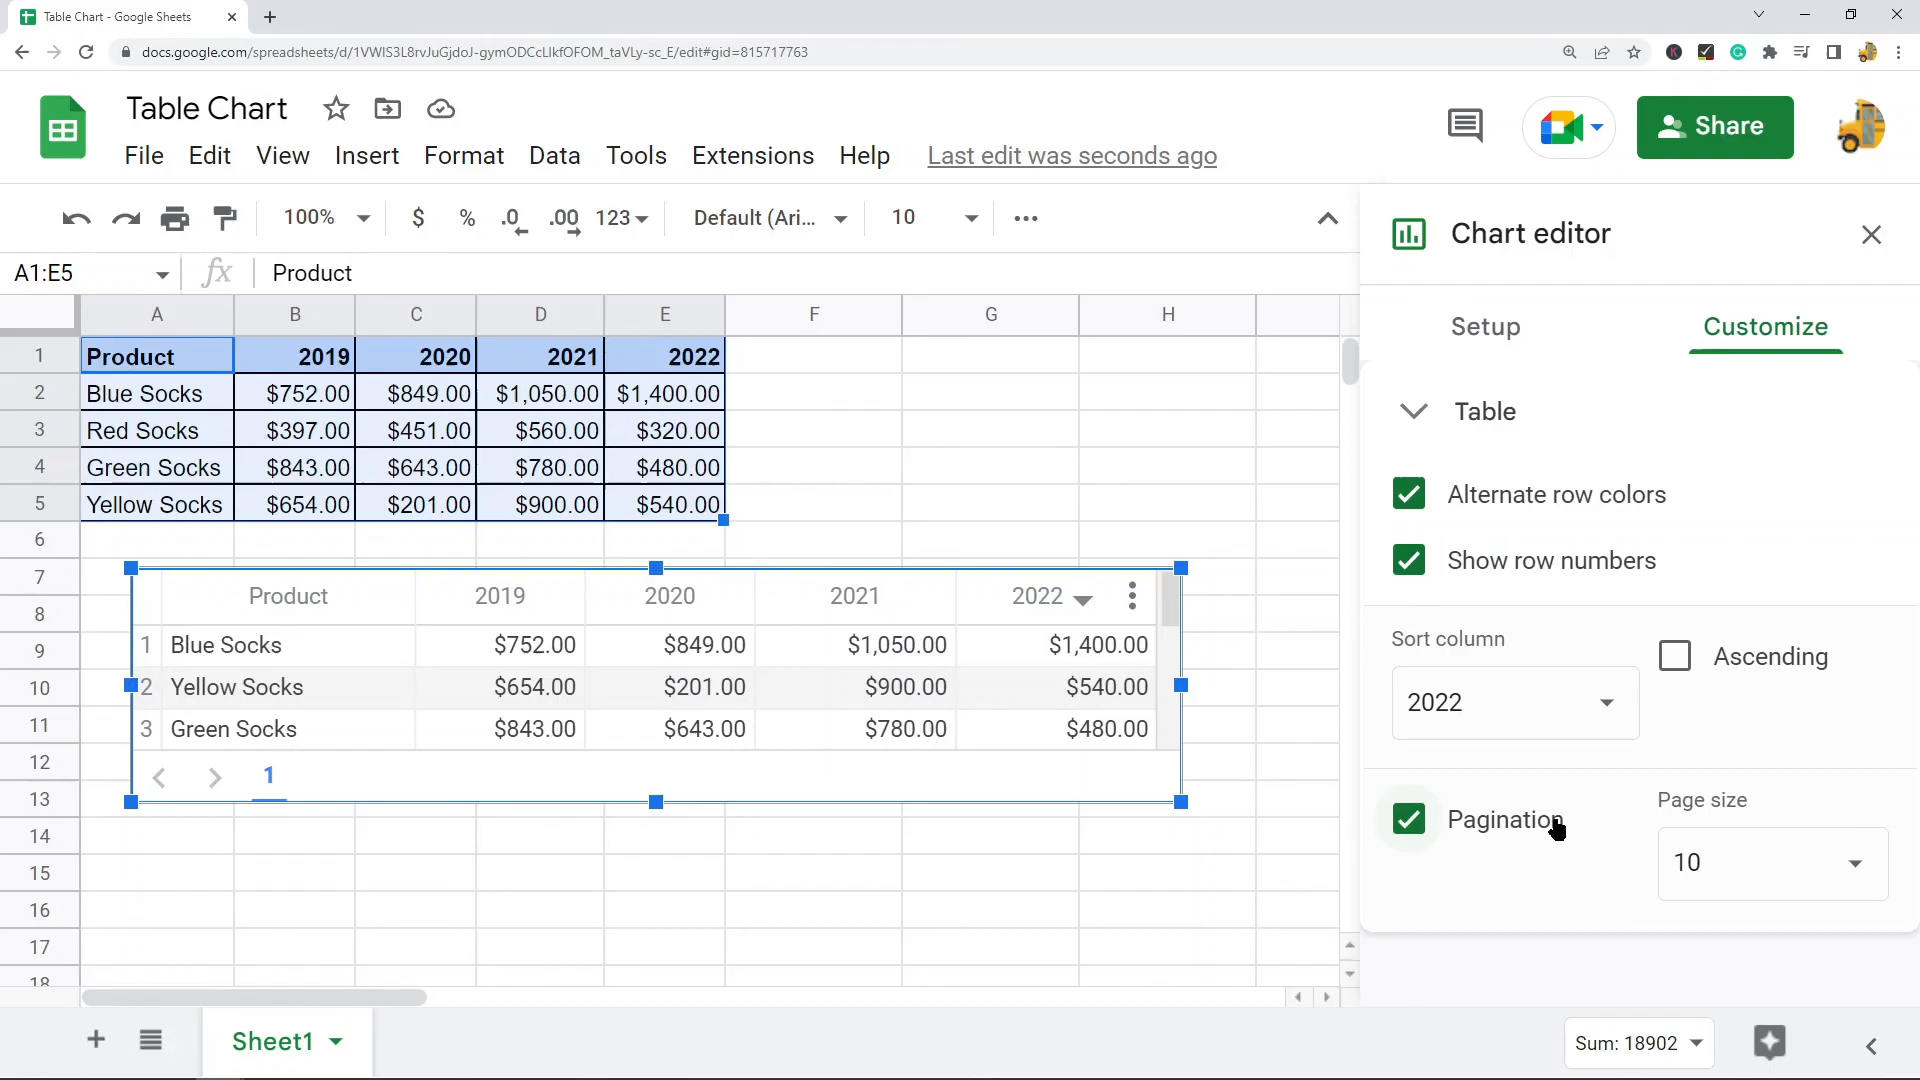 Table Chart - Google Sheets
docs.google.com/spreadsheets/d/1VWIS3L8rvJuGjdoJ-gymODCcLlkfOFOM_taVLy-sc_E/edit#gid=815717763
Table Chart
File Edit View Insert Format Data Tools Extensions Help Last edit was seconds ago
Share
100% $ % .0 .00 123 Default (Ari... 10
A1:E5 fx Product
A B C D E F G H
1 Product 2019 2020 2021 2022
2 Blue Socks $752.00 $849.00 $1,050.00 $1,400.00
3 Red Socks $397.00 $451.00 $560.00 $320.00
4 Green Socks $843.00 $643.00 $780.00 $480.00
5 Yellow Socks $654.00 $201.00 $900.00 $540.00
6
7
8
9
10
11
12
13
14
15
16
17
18
Product 2019 2020 2021 2022
1 Blue Socks $752.00 $849.00 $1,050.00 $1,400.00
2 Yellow Socks $654.00 $201.00 $900.00 $540.00
3 Green Socks $843.00 $643.00 $780.00 $480.00
1
Chart editor
Setup Customize
Table
Alternate row colors
Show row numbers
Sort column
2022
Ascending
Pagination
Page size
10
Sheet1
Sum: 18902